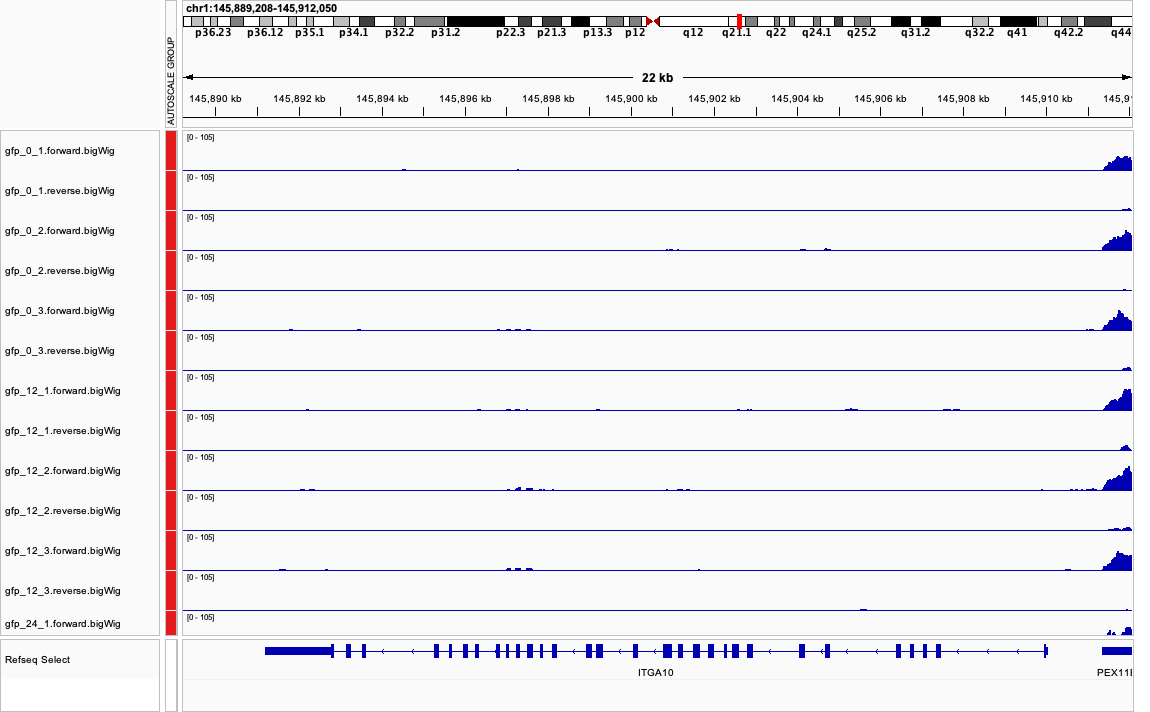 chr1:145,889,208-145,912,050
AUTOSCALE GROUP
p36.23 p36.12 p35.1 p34.1 p32.2 p31.2 p22.3 p21.3 p13.3 p12 q12 q21.1 q22 q24.1 q25.2 q31.2 q32.2 q41 q42.2 q44
22 kb
145,890 kb 145,892 kb 145,894 kb 145,896 kb 145,898 kb 145,900 kb 145,902 kb 145,904 kb 145,906 kb 145,908 kb 145,910 kb 145,9
gfp_0_1.forward.bigWig [0 - 105]
gfp_0_1.reverse.bigWig [0 - 105]
gfp_0_2.forward.bigWig [0 - 105]
gfp_0_2.reverse.bigWig [0 - 105]
gfp_0_3.forward.bigWig [0 - 105]
gfp_0_3.reverse.bigWig [0 - 105]
gfp_12_1.forward.bigWig [0 - 105]
gfp_12_1.reverse.bigWig [0 - 105]
gfp_12_2.forward.bigWig [0 - 105]
gfp_12_2.reverse.bigWig [0 - 105]
gfp_12_3.forward.bigWig [0 - 105]
gfp_12_3.reverse.bigWig [0 - 105]
gfp_24_1.forward.bigWig [0 - 105]
Refseq Select
ITGA10 PEX11